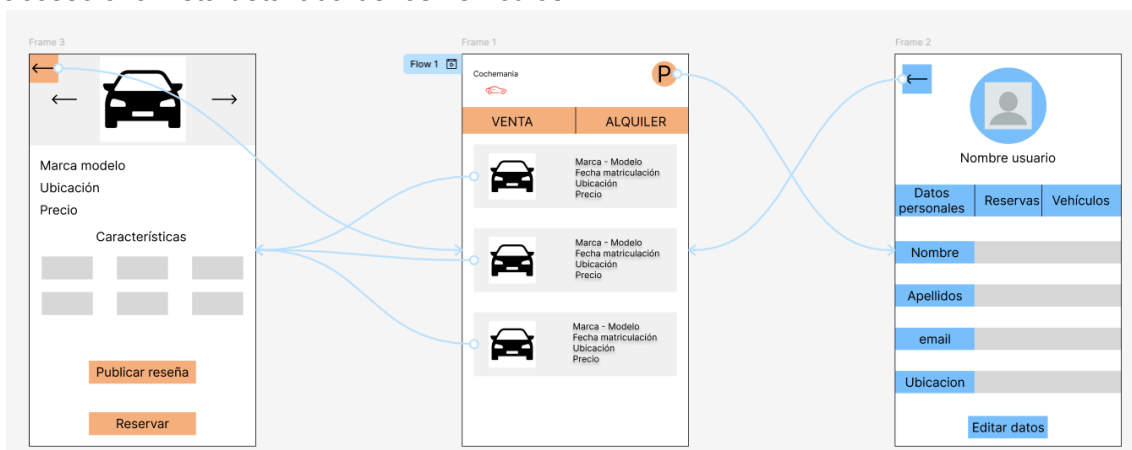 Frame 3
Marca modelo
Ubicación
Precio
Características
Publicar reseña
Reservar
Flow 1
Frame 1
Cochemania
P
VENTA
ALQUILER
Marca - Modelo
Fecha matriculación
Ubicación
Precio
Marca - Modelo
Fecha matriculación
Ubicación
Precio
Marca - Modelo
Fecha matriculación
Ubicación
Precio
Frame 2
Nombre usuario
Datos
personales
Reservas
Vehículos
Nombre
Apellidos
email
Ubicacion
Editar datos